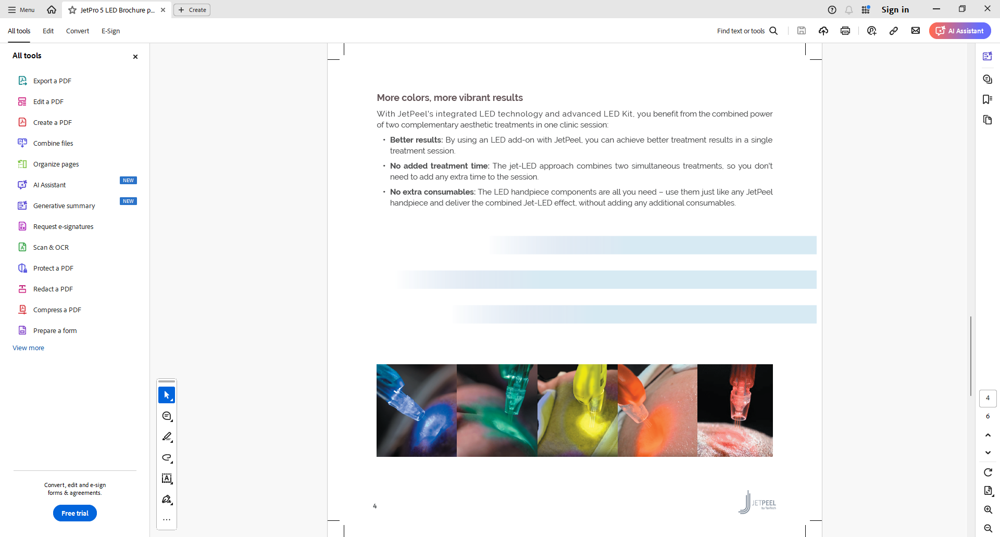 Menu
JetPro 5 LED Brochure p...
Create
Sign in
All tools
Edit
Convert
E-Sign
Find text or tools
AI Assistant
All tools
Export a PDF
Edit a PDF
Create a PDF
Combine files
Organize pages
AI Assistant
NEW
Generative summary
NEW
Request e-signatures
Scan & OCR
Protect a PDF
Redact a PDF
Compress a PDF
Prepare a form
View more
Convert, edit and e-sign
forms & agreements.
Free trial
More colors, more vibrant results
With JetPeel's integrated LED technology and advanced LED Kit, you benefit from the combined power
of two complementary aesthetic treatments in one clinic session:
• Better results: By using an LED add-on with JetPeel, you can achieve better treatment results in a single
treatment session.
• No added treatment time: The jet-LED approach combines two simultaneous treatments, so you don't
need to add any extra time to the session.
• No extra consumables: The LED handpiece components are all you need – use them just like any JetPeel
handpiece and deliver the combined Jet-LED effect, without adding any additional consumables.
4
JETPEEL
by TavTech
4
6